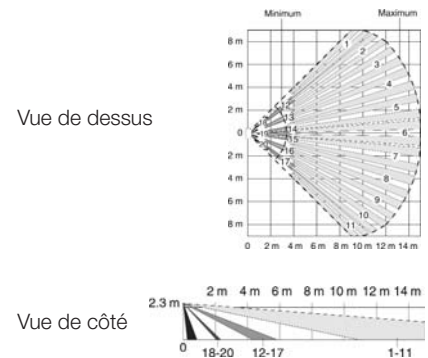 Minimum Maximum
8 m
6 m
4 m
2 m
0
2 m
4 m
6 m
8 m
1
2
3
4
5
6
7
8
9
10
11
12
13
14
15
16
17
18
19
0 2 m 4 m 6 m 8 m 10 m 12 m 14 m
Vue de dessus
2 m 4 m 6 m 8 m 10 m 12 m 14 m
2.3 m
Vue de côté
0 18-20 12-17 1-11